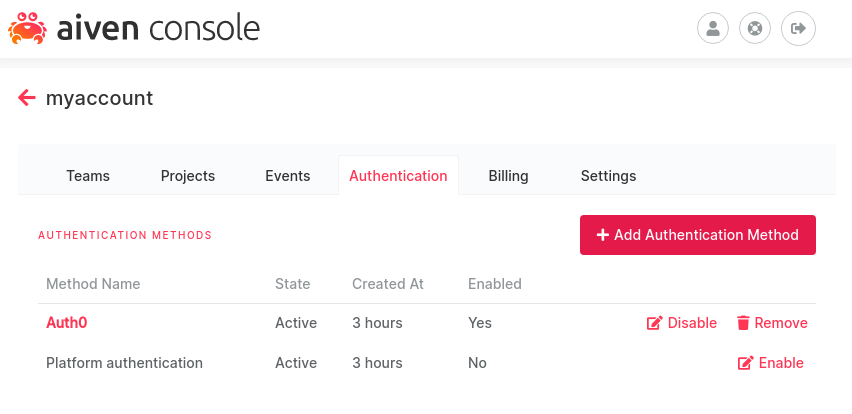 aiven console
myaccount
Teams Projects Events Authentication Billing Settings
AUTHENTICATION METHODS
Add Authentication Method
Method Name State Created At Enabled
Auth0 Active 3 hours Yes Disable Remove
Platform authentication Active 3 hours No Enable